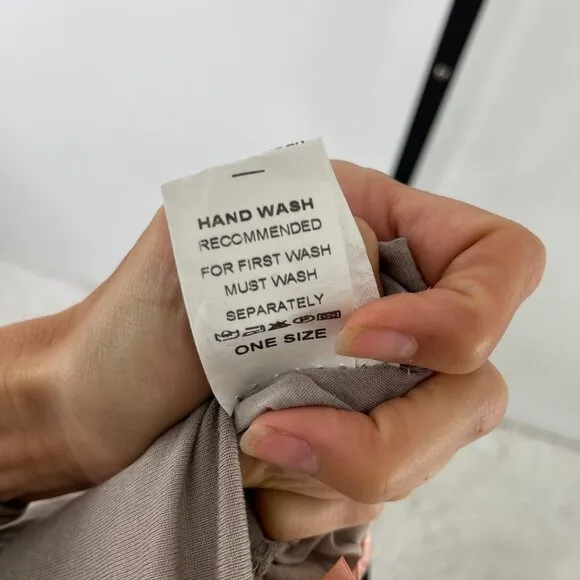 HAND WASH
RECOMMENDED
FOR FIRST WASH
MUST WASH
SEPARATELY
ONE SIZE